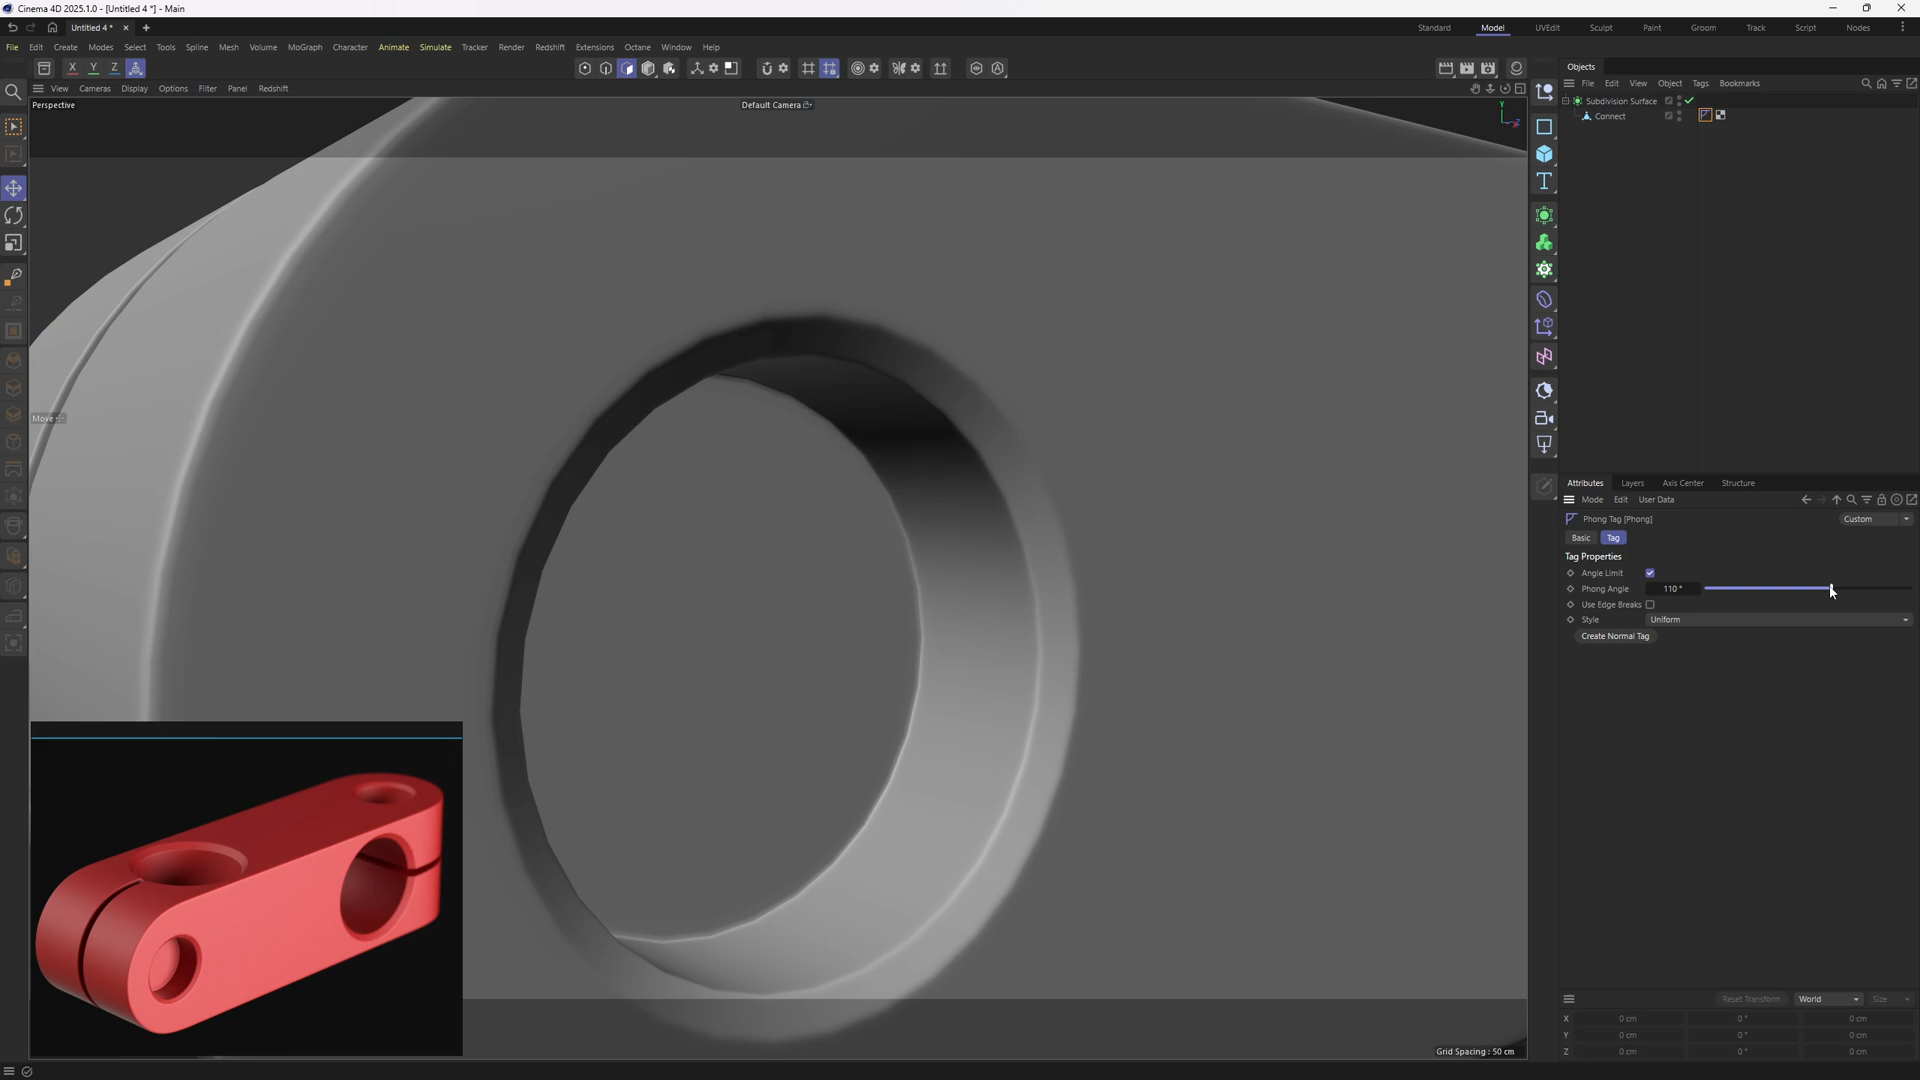 Cinema 4D 2025.1.0 - [Untitled 4 *] - Main
Untitled 4 *
Standard Model UVEdit Sculpt Paint Groom Track Script Nodes
File Edit Create Modes Select Tools Spline Mesh Volume MoGraph Character Animate Simulate Tracker Render Redshift Extensions Octane Window Help
X Y Z
Objects
View Cameras Display Options Filter Panel Redshift
File Edit View Object Tags Bookmarks
Perspective
Default Camera
Y
Subdivision Surface
Connect
Move
Attributes Layers Axis Center Structure
Mode Edit User Data
Phong Tag [Phong]
Custom
Basic Tag
Tag Properties
Angle Limit
Phong Angle 110 °
Use Edge Breaks
Style Uniform
Create Normal Tag
Reset Transform World Size
X 0 cm 0 ° 0 cm
Y 0 cm 0 ° 0 cm
Z 0 cm 0 ° 0 cm
Grid Spacing : 50 cm